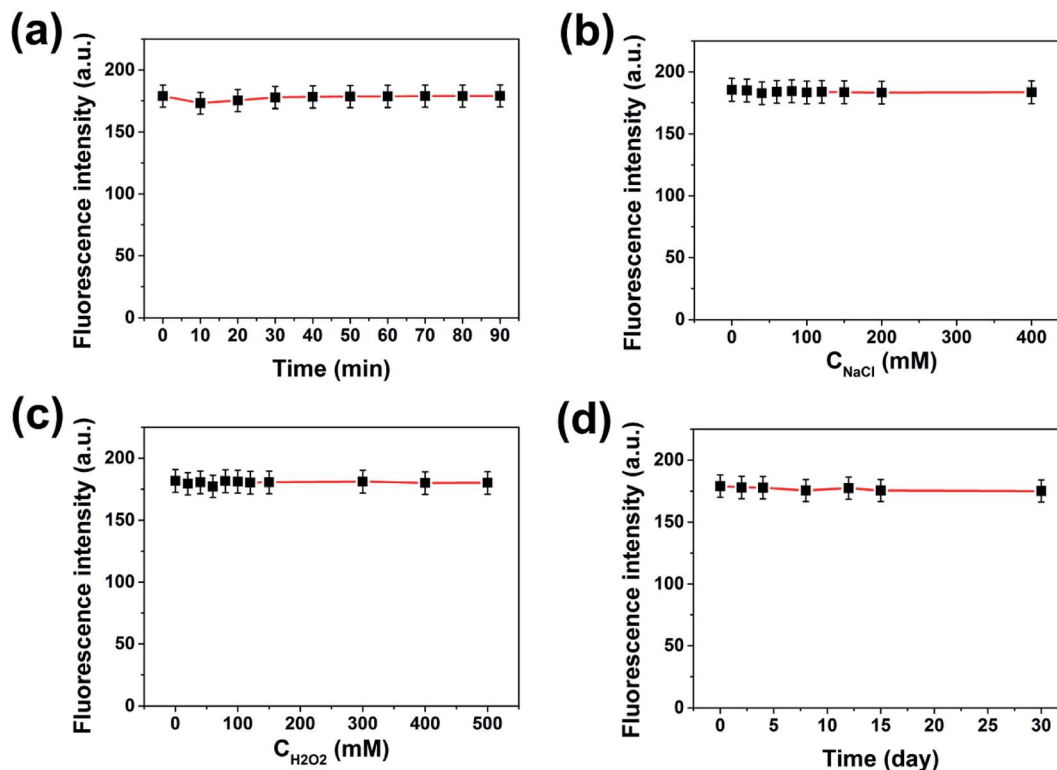 (a)
Fluorescence intensity (a.u.)
200
150
100
50
0
0 10 20 30 40 50 60 70 80 90
Time (min)
(b)
Fluorescence intensity (a.u.)
200
150
100
50
0
0 100 200 300 400
C_NaCl (mM)
(c)
Fluorescence intensity (a.u.)
200
150
100
50
0
0 100 200 300 400 500
C_H2O2 (mM)
(d)
Fluorescence intensity (a.u.)
200
150
100
50
0
0 5 10 15 20 25 30
Time (day)